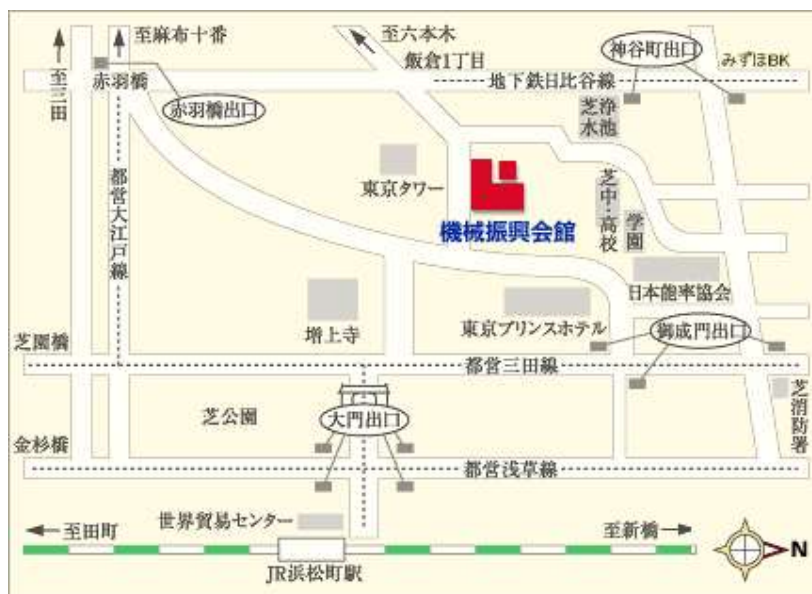 至麻布十番
至六本木
飯倉1丁目
神谷町出口
みずほBK
至三田
赤羽橋
地下鉄日比谷線
赤羽橋出口
浄水池
芝
東京タワー
都営大江戸線
芝中・高校
学園
機械振興会館
日本能率協会
増上寺
東京プリンスホテル
御成門出口
芝園橋
都営三田線
芝公園
大門出口
芝消防署
金杉橋
都営浅草線
世界貿易センター
至田町
至新橋
N
JR浜松町駅